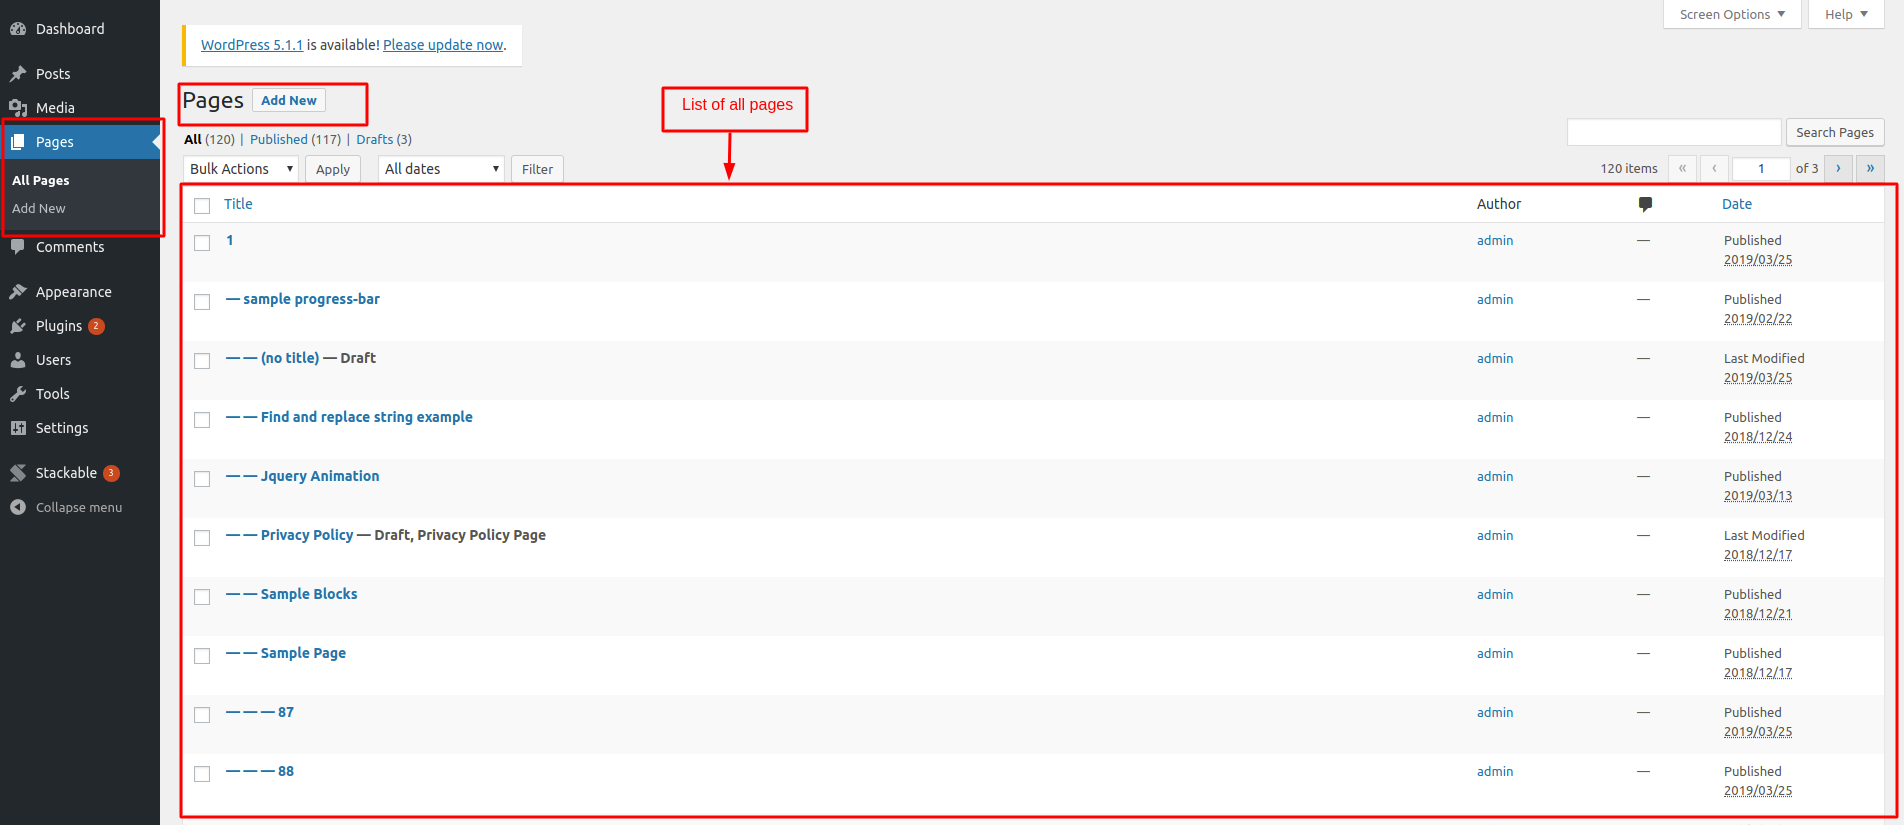 Dashboard
Posts
Media
Pages
All Pages
Add New
Comments
Appearance
Plugins 2
Users
Tools
Settings
Stackable 3
Collapse menu
Screen Options ▼ Help ▼
WordPress 5.1.1 is available! Please update now.
Pages Add New
List of all pages
All (120) | Published (117) | Drafts (3)
Search Pages
Bulk Actions ▼ Apply All dates ▼ Filter
120 items « ‹ 1 of 3 › »
Title Author Date
1 admin — Published
2019/03/25
— sample progress-bar admin — Published
2019/02/22
— — (no title) — Draft admin — Last Modified
2019/03/25
— — Find and replace string example admin — Published
2018/12/24
— — Jquery Animation admin — Published
2019/03/13
— — Privacy Policy — Draft, Privacy Policy Page admin — Last Modified
2018/12/17
— — Sample Blocks admin — Published
2018/12/21
— — Sample Page admin — Published
2018/12/17
— — — 87 admin — Published
2019/03/25
— — — 88 admin — Published
2019/03/25